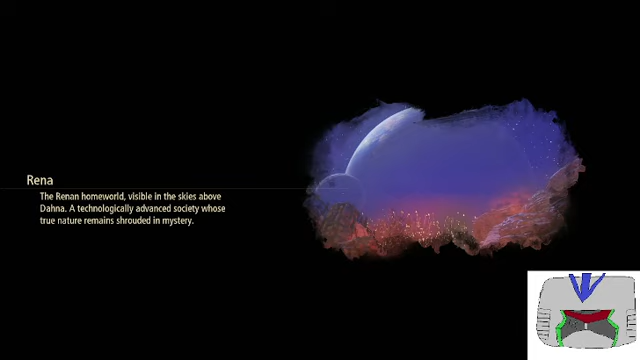 Rena
The Renan homeworld, visible in the skies above
Dahna. A technologically advanced society whose
true nature remains shrouded in mystery.